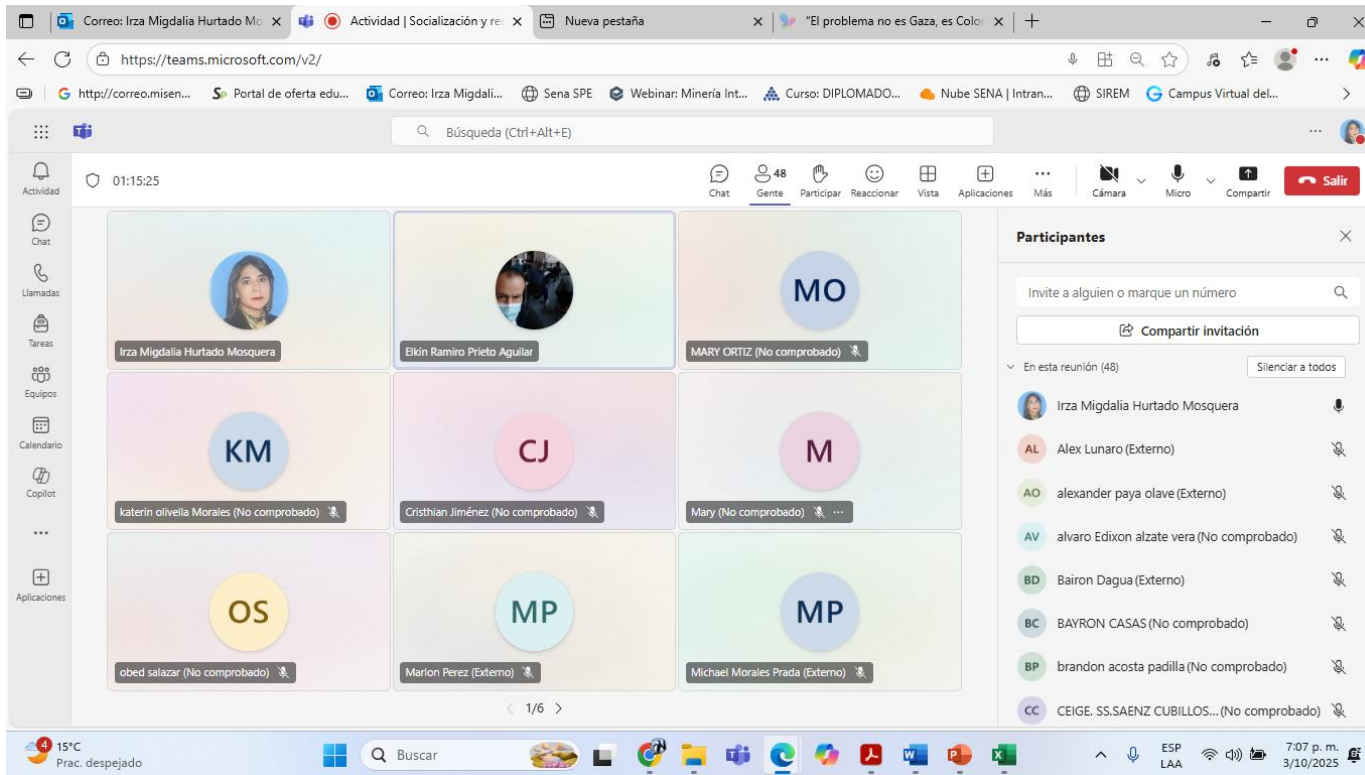 Correo: Irza Migdalia Hurtado Mo
Actividad | Socialización y re
Nueva pestaña
"El problema no es Gaza, es Color
https://teams.microsoft.com/v2/
http://correo.misen...
Portal de oferta edu...
Correo: Irza Migdali...
Sena SPE
Webinar: Minería Int...
Curso: DIPLOMADO...
Nube SENA | Intran...
SIREM
Campus Virtual del...
Búsqueda (Ctrl+Alt+E)
01:15:25
48
Chat
Gente
Participar
Reaccionar
Vista
Aplicaciones
Más
Cámara
Micro
Compartir
Salir
Actividad
Chat
Llamadas
Tareas
Equipos
Calendario
Copilot
Aplicaciones
Irza Migdalia Hurtado Mosquera
Elkin Ramiro Prieto Aguilar
MO
MARY ORTIZ (No comprobado)
KM
katerin olivella Morales (No comprobado)
CJ
Cristhian Jiménez (No comprobado)
M
Mary (No comprobado)
OS
obed salazar (No comprobado)
MP
Marlon Perez (Externo)
MP
Michael Morales Prada (Externo)
1/6
Participantes
Invite a alguien o marque un número
Compartir invitación
En esta reunión (48)
Silenciar a todos
Irza Migdalia Hurtado Mosquera
AL Alex Lunaro (Externo)
AO alexander paya olave (Externo)
AV alvaro Edixon alzate vera (No comprobado)
BD Bairon Dagua (Externo)
BC BAYRON CASAS (No comprobado)
BP brandon acosta padilla (No comprobado)
CC CEIGE. SS.SAENZ CUBILLOS... (No comprobado)
4
15°C
Prac. despejado
Buscar
ESP
LAA
7:07 p. m.
3/10/2025